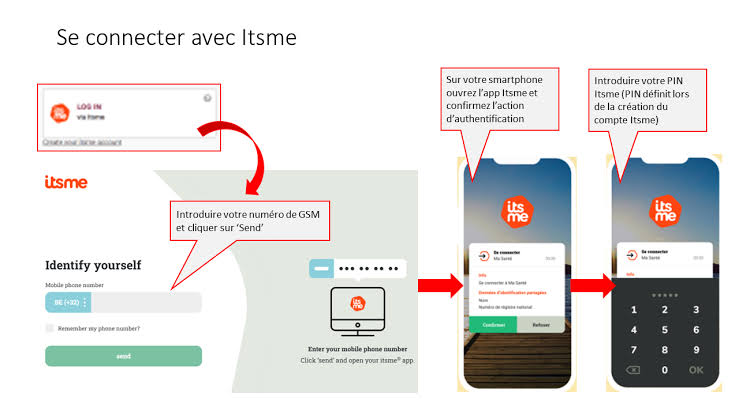 Se connecter avec Itsme
LOG IN
via itsme
Create your itsme account
Sur votre smartphone
ouvrez l'app Itsme et
confirmez l'action
d'authentification
Introduire votre PIN
Itsme (PIN définit lors
de la création du
compte Itsme)
itsme
Introduire votre numéro de GSM
et cliquer sur 'Send'
Identify yourself
Mobile phone number
BE (+32)
Remember my phone number?
send
its
me
Enter your mobile phone number
Click 'send' and open your itsme® app.
its
me
Se connecter
Ma Santé
Info
Se connecter à Ma Santé
Données d'identification partagées
Nom
Numéro de registre national
Confirmer
Refuser
its
me
Se connecter
Ma Santé
Info
1 2 3
4 5 6
7 8 9
0 OK